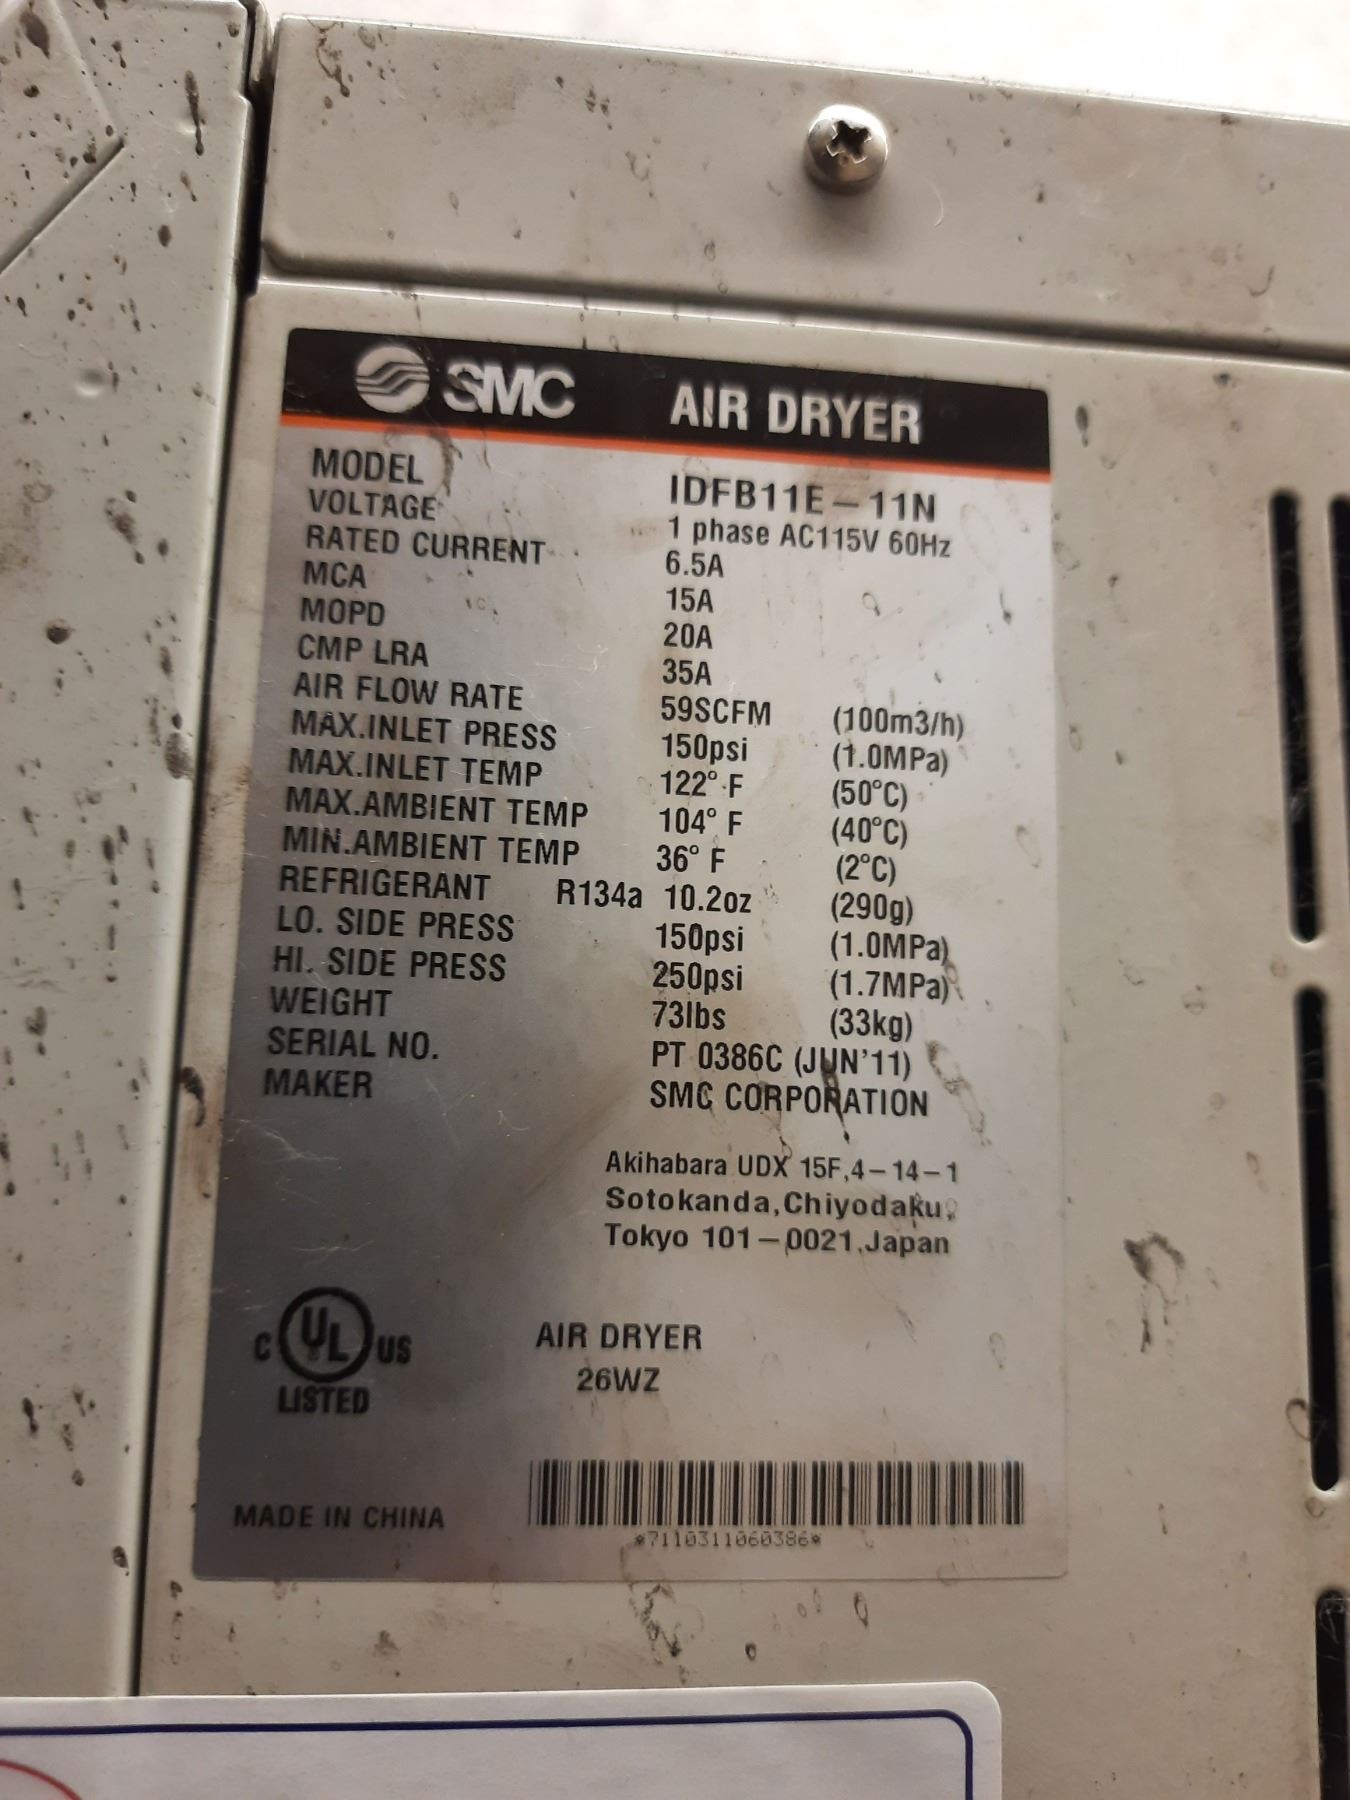 SMC AIR DRYER
MODEL IDFB11E-11N
VOLTAGE 1 phase AC115V 60Hz
RATED CURRENT 6.5A
MCA 15A
MOPD 20A
CMP LRA 35A
AIR FLOW RATE 59SCFM (100m3/h)
MAX.INLET PRESS 150psi (1.0MPa)
MAX.INLET TEMP 122°F (50°C)
MAX.AMBIENT TEMP 104°F (40°C)
MIN.AMBIENT TEMP 36°F (2°C)
REFRIGERANT R134a 10.2oz (290g)
LO. SIDE PRESS 150psi (1.0MPa)
HI. SIDE PRESS 250psi (1.7MPa)
WEIGHT 73lbs (33kg)
SERIAL NO. PT 0386C (JUN'11)
MAKER SMC CORPORATION
Akihabara UDX 15F,4-14-1
Sotokanda,Chiyodaku,
Tokyo 101-0021,Japan
C UL US
LISTED
AIR DRYER
26WZ
MADE IN CHINA
*7110311060386*